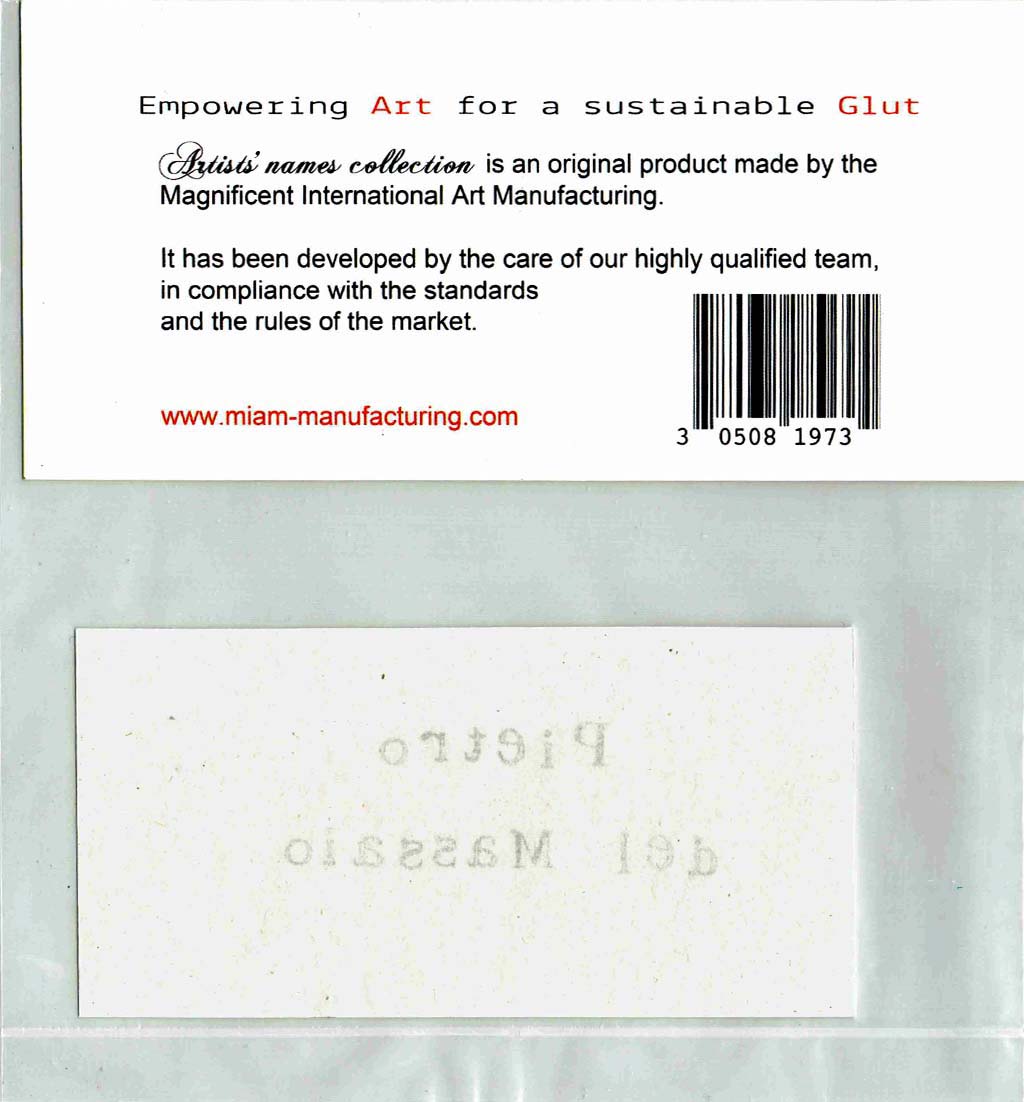 Empowering Art for a sustainable Glut
Artists' names collection is an original product made by the
Magnificent International Art Manufacturing.
It has been developed by the care of our highly qualified team,
in compliance with the standards
and the rules of the market.
www.miam-manufacturing.com
3 0508 1973
Pietro
del Massaio